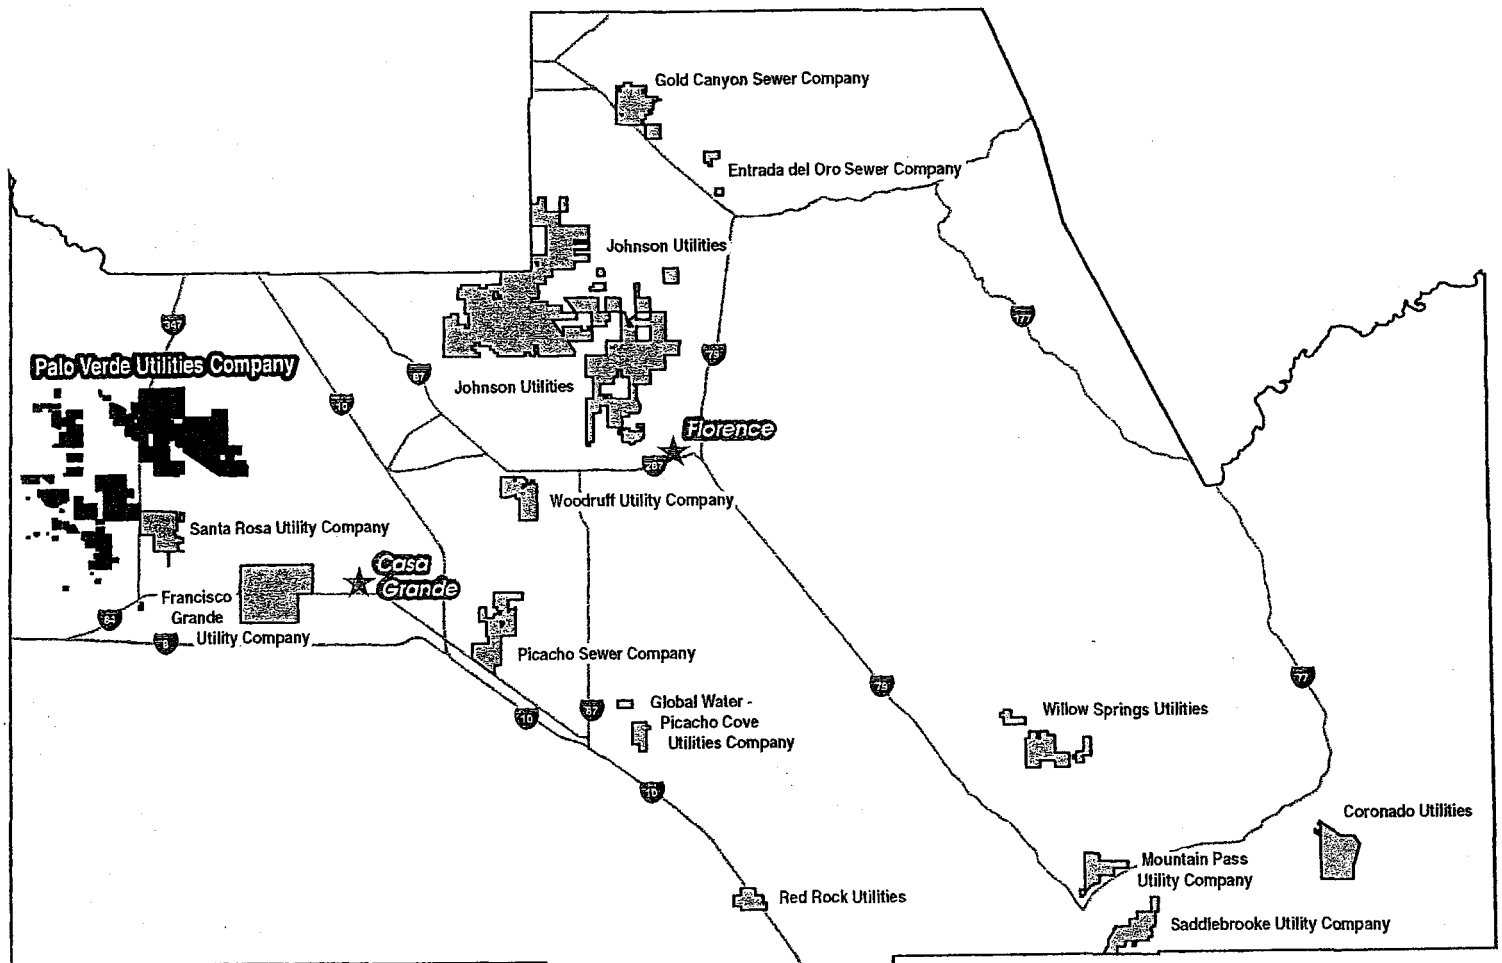 Gold Canyon Sewer Company
Entrada del Oro Sewer Company
Johnson Utilities
77
347
Palo Verde Utilities Company
79
87
Johnson Utilities
10
Florence
287
Woodruff Utility Company
Santa Rosa Utility Company
Casa
Grande
Francisco
Grande
Utility Company
84
8
Picacho Sewer Company
77
79
Global Water -
Picacho Cove
Utilities Company
87
10
Willow Springs Utilities
10
Coronado Utilities
Mountain Pass
Utility Company
Red Rock Utilities
Saddlebrooke Utility Company